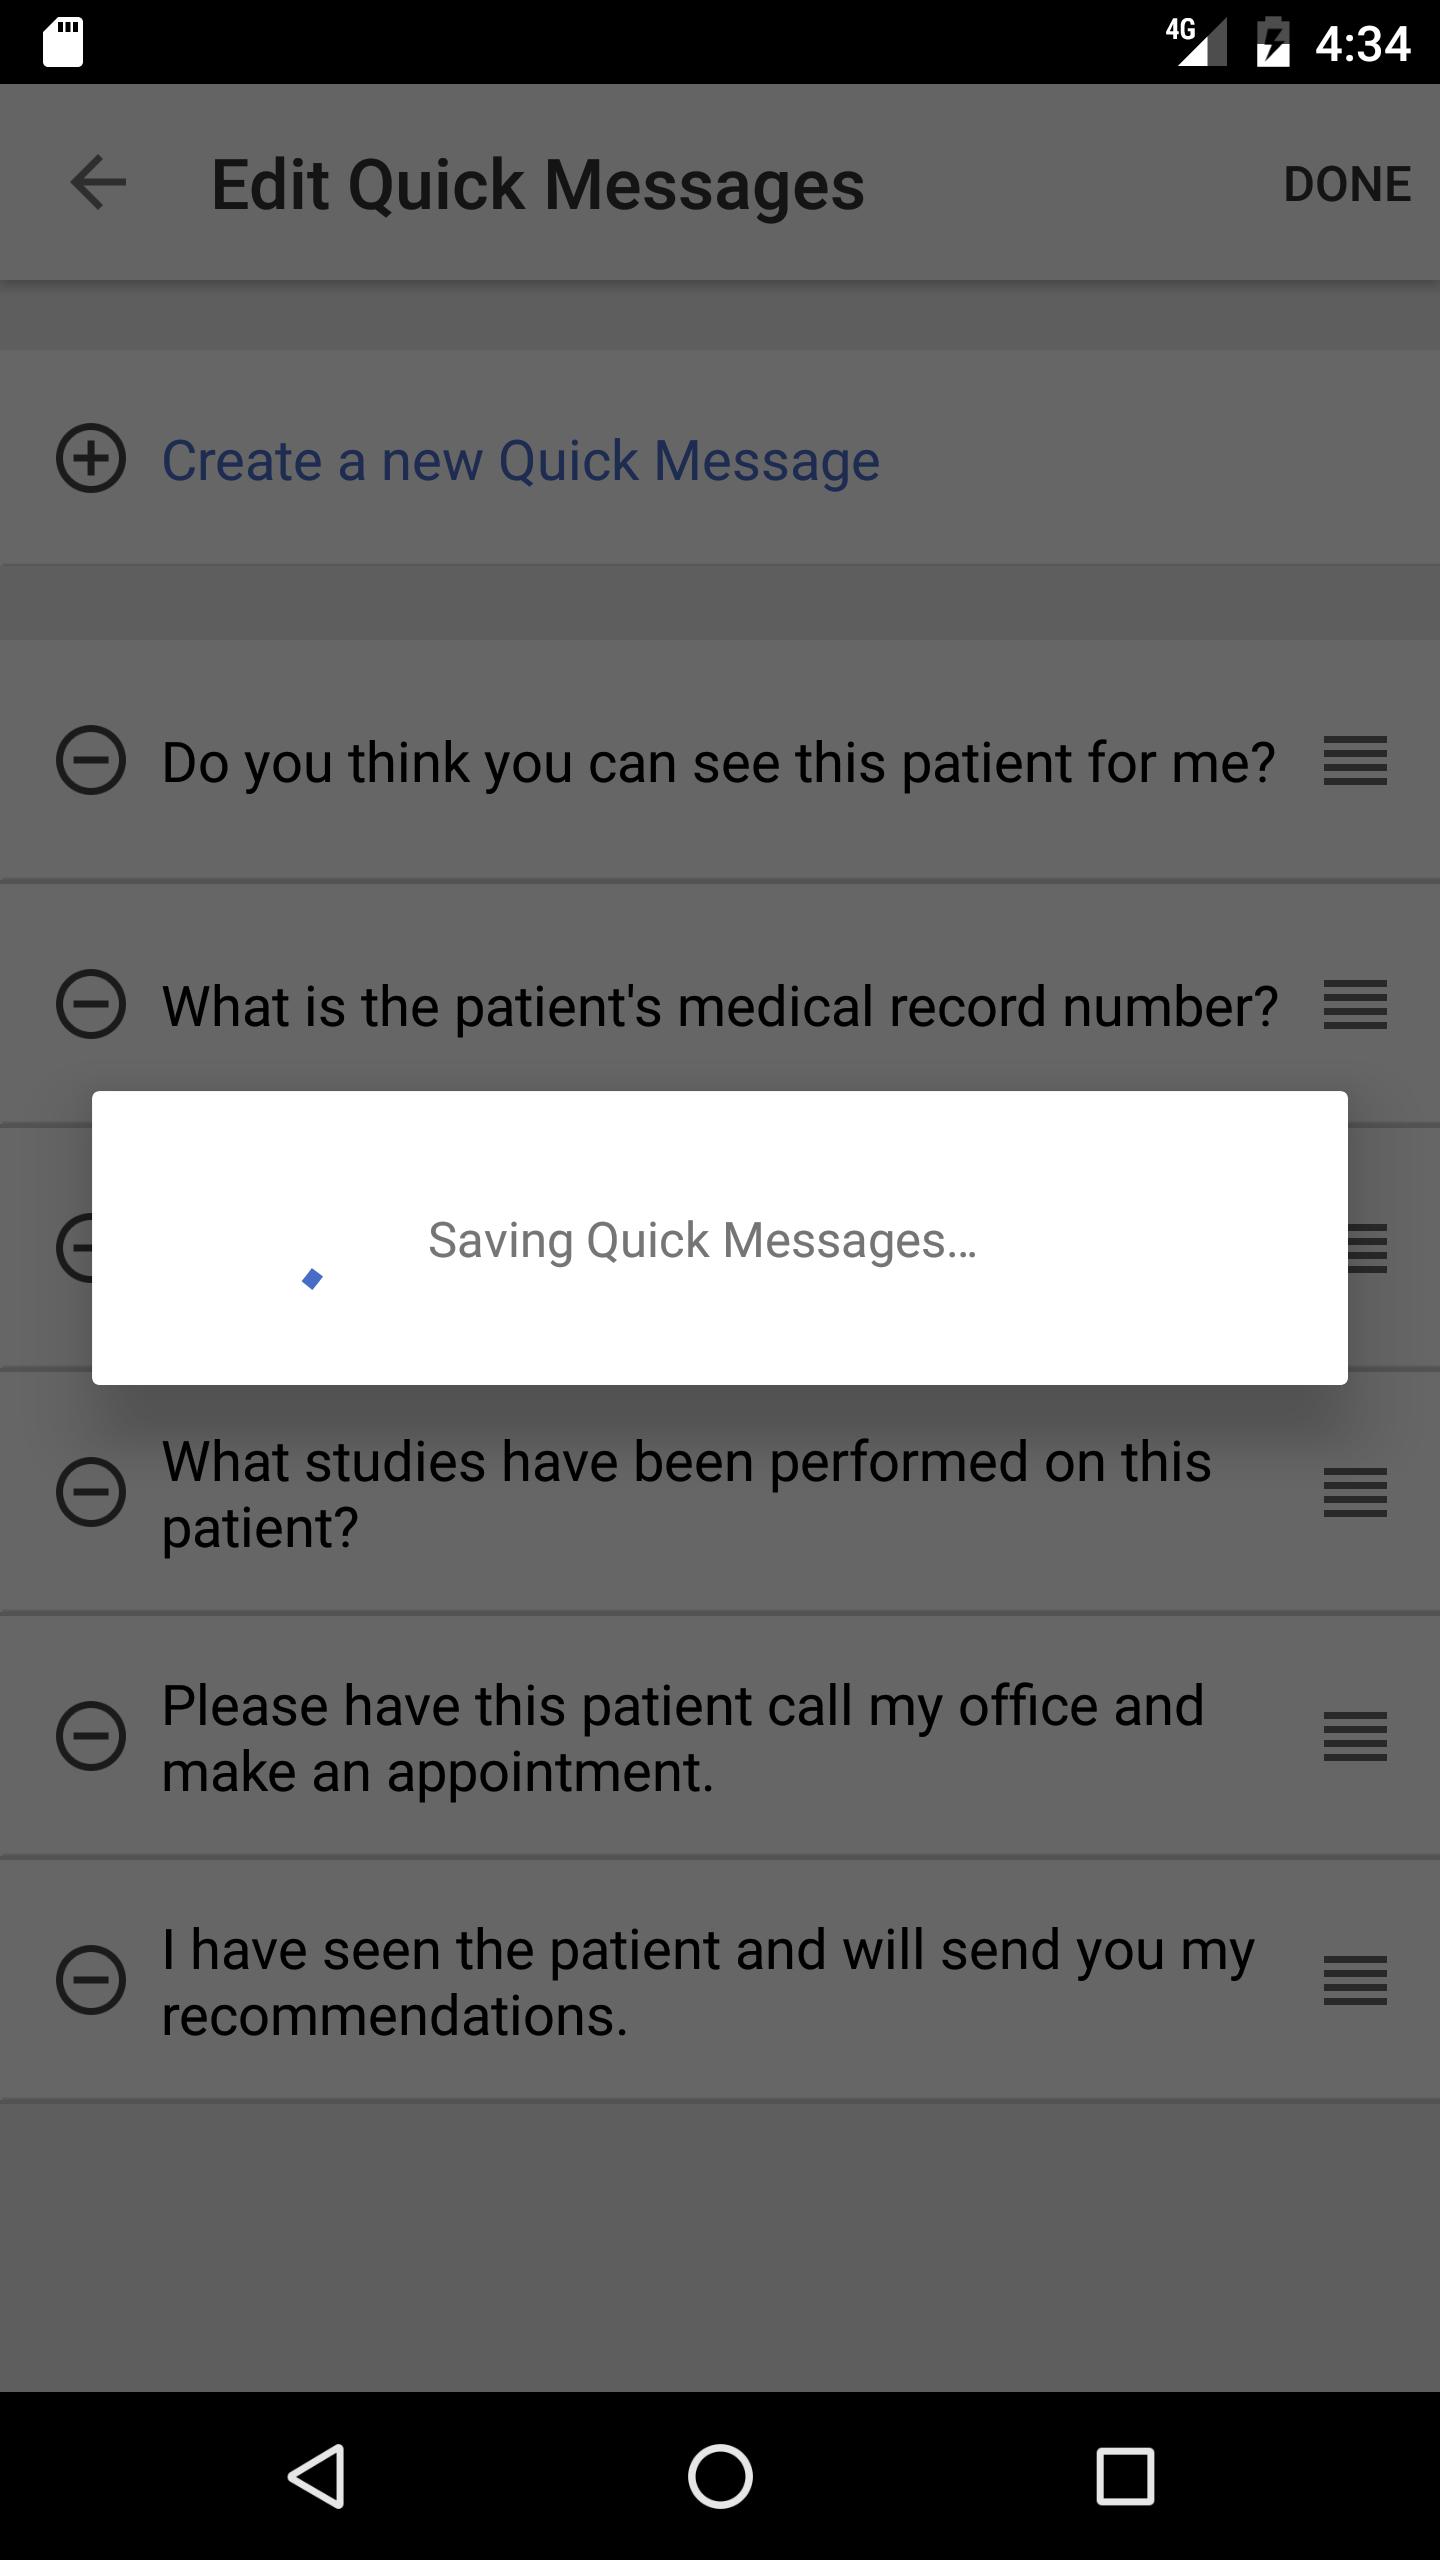 4G 4:34
Edit Quick Messages DONE
Create a new Quick Message
Do you think you can see this patient for me?
What is the patient's medical record number?
Saving Quick Messages…
What studies have been performed on this
patient?
Please have this patient call my office and
make an appointment.
I have seen the patient and will send you my
recommendations.